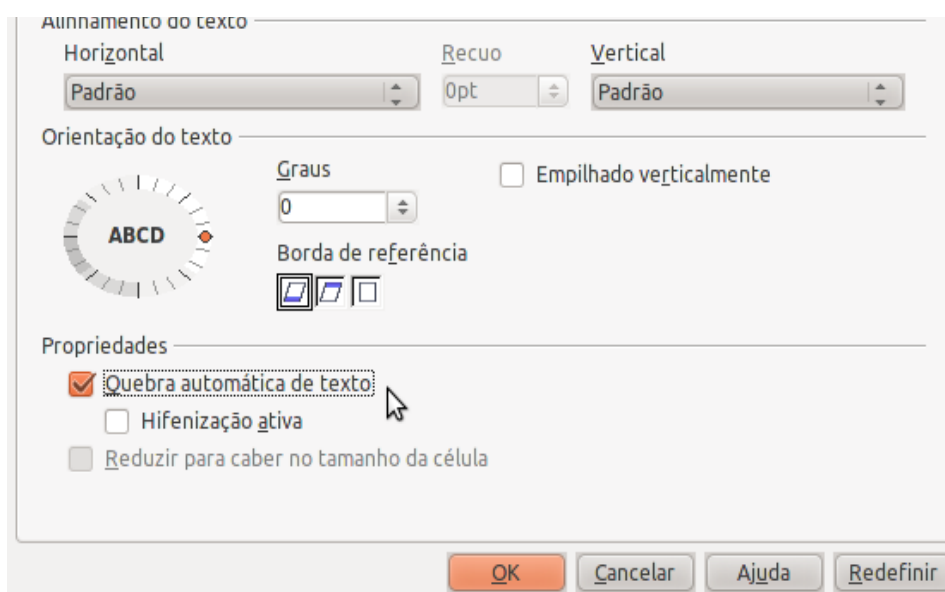 Alinhamento do texto
Horizontal Recuo Vertical
Padrão 0pt Padrão
Orientação do texto
Graus Empilhado verticalmente
0
ABCD
Borda de referência
Propriedades
Quebra automática de texto
Hifenização ativa
Reduzir para caber no tamanho da célula
OK Cancelar Ajuda Redefinir